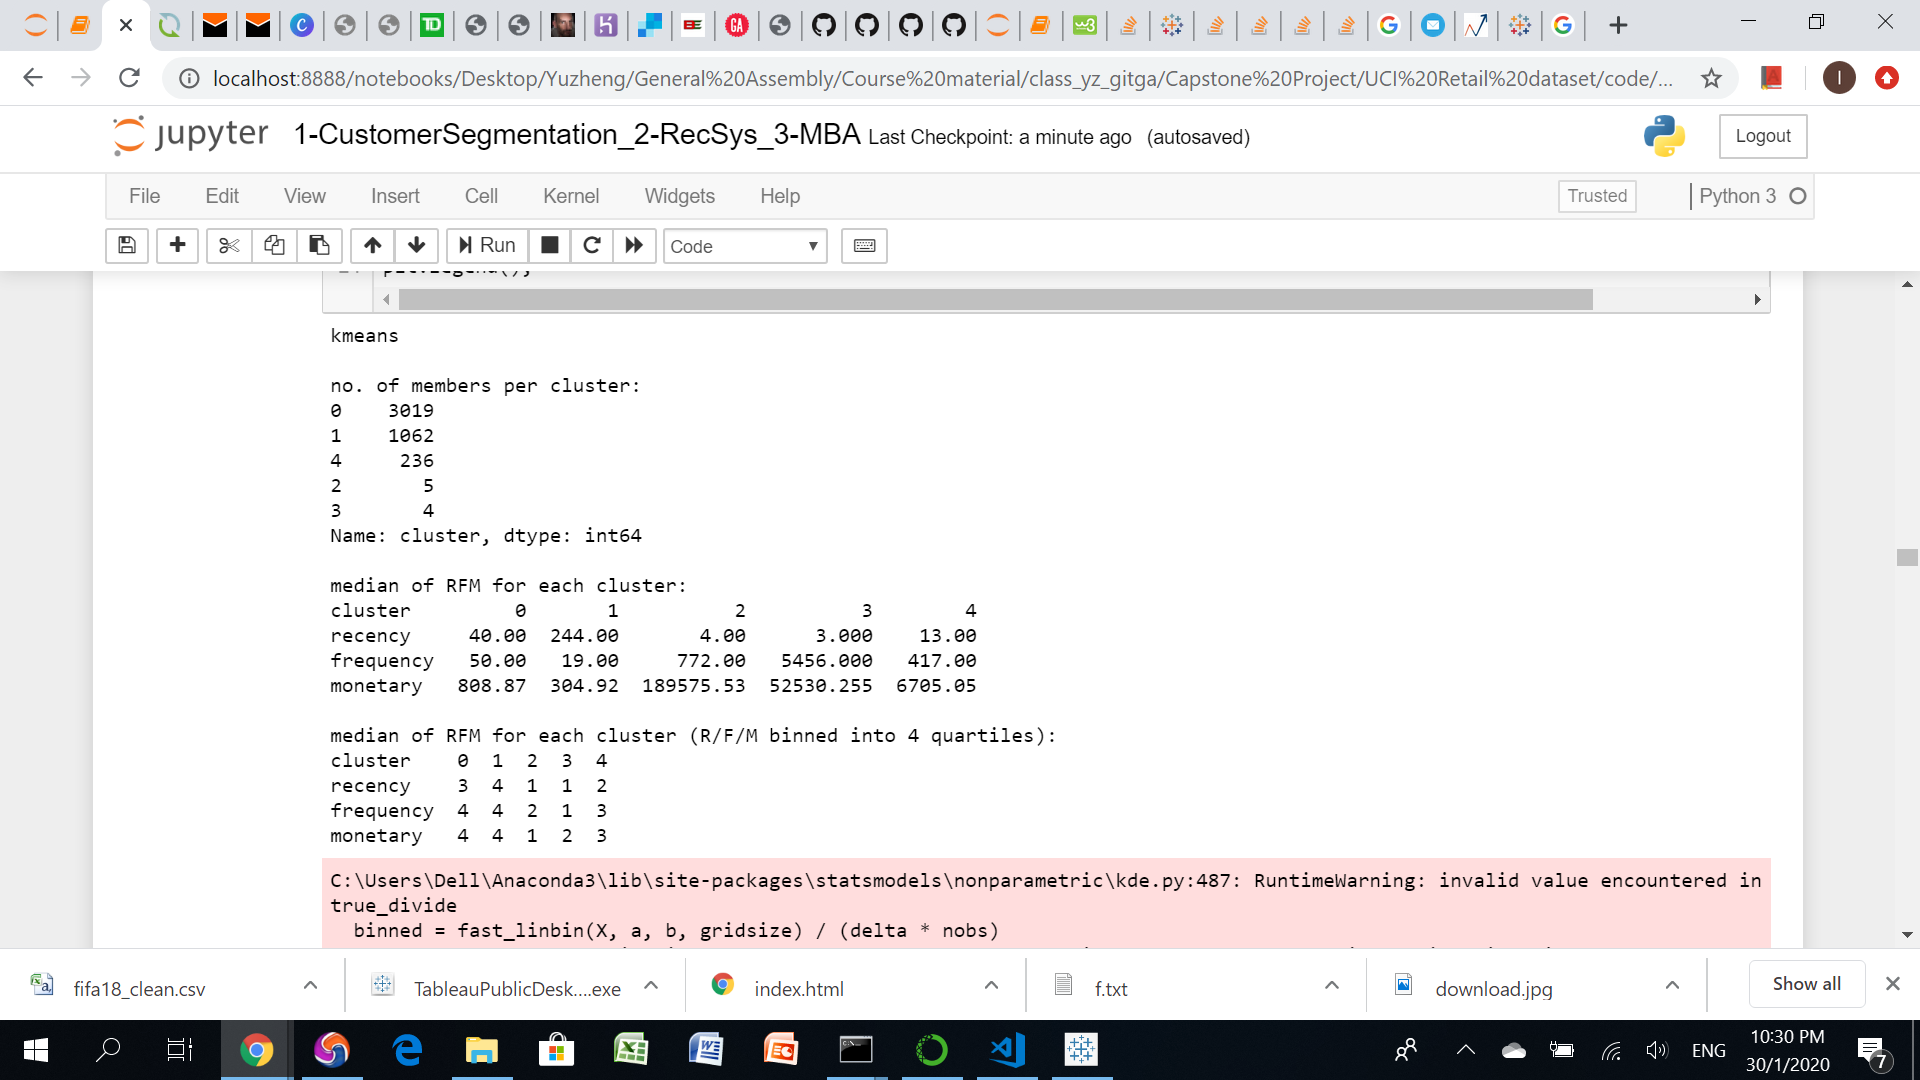 localhost:8888/notebooks/Desktop/Yuzheng/General%20Assembly/Course%20material/class_yz_gitga/Capstone%20Project/UCI%20Retail%20dataset/code/...
jupyter 1-CustomerSegmentation_2-RecSys_3-MBA Last Checkpoint: a minute ago (autosaved)
Logout
File Edit View Insert Cell Kernel Widgets Help Trusted Python 3
Run Code
kmeans
no. of members per cluster:
0 3019
1 1062
4 236
2 5
3 4
Name: cluster, dtype: int64
median of RFM for each cluster:
cluster 0 1 2 3 4
recency 40.00 244.00 4.00 3.000 13.00
frequency 50.00 19.00 772.00 5456.000 417.00
monetary 808.87 304.92 189575.53 52530.255 6705.05
median of RFM for each cluster (R/F/M binned into 4 quartiles):
cluster 0 1 2 3 4
recency 3 4 1 1 2
frequency 4 4 2 1 3
monetary 4 4 1 2 3
C:\Users\Dell\Anaconda3\lib\site-packages\statsmodels\nonparametric\kde.py:487: RuntimeWarning: invalid value encountered in
true_divide
binned = fast_linbin(X, a, b, gridsize) / (delta * nobs)
fifa18_clean.csv TableauPublicDesk....exe index.html f.txt download.jpg Show all
ENG
10:30 PM
30/1/2020
7